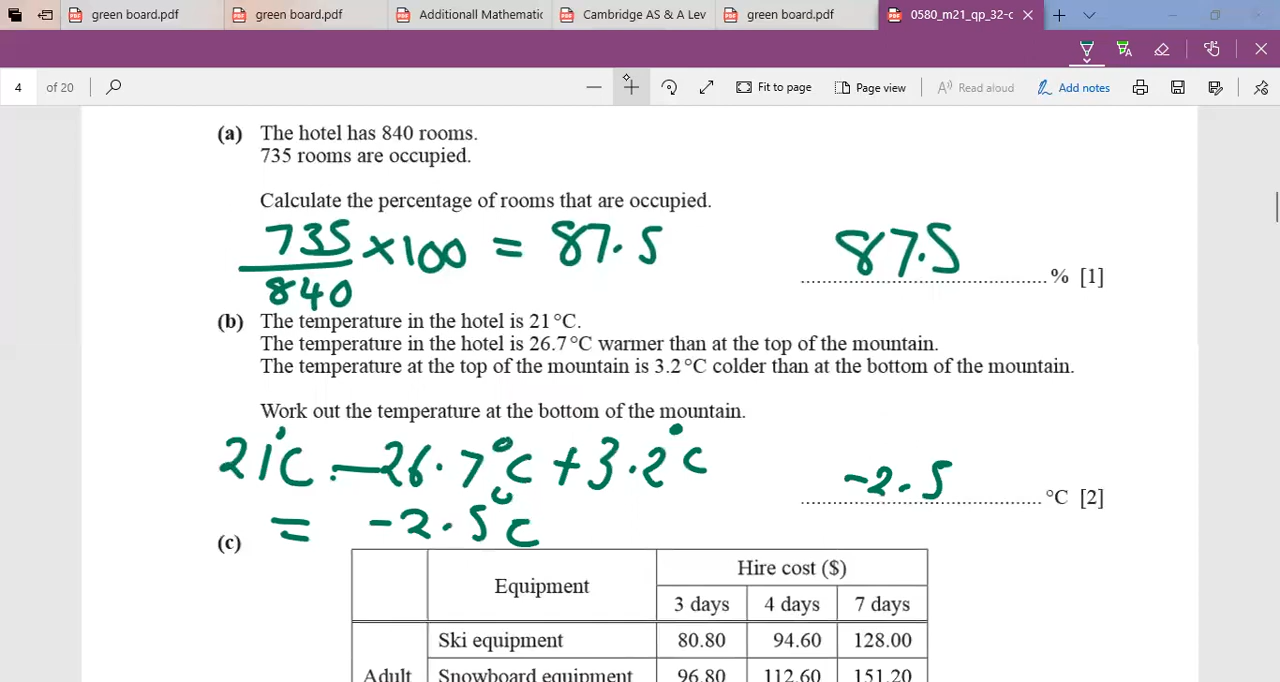 green board.pdf
green board.pdf
Additionall Mathematic
Cambridge AS & A Lev
green board.pdf
0580_m21_qp_32-c
4 of 20
Fit to page
Page view
Read aloud
Add notes
(a) The hotel has 840 rooms.
735 rooms are occupied.
Calculate the percentage of rooms that are occupied.
735/840 × 100 = 87.5
87.5
% [1]
(b) The temperature in the hotel is 21 °C.
The temperature in the hotel is 26.7 °C warmer than at the top of the mountain.
The temperature at the top of the mountain is 3.2 °C colder than at the bottom of the mountain.
Work out the temperature at the bottom of the mountain.
21°C - 26.7°C + 3.2°C
= -2.5°C
-2.5
°C [2]
(c)
Equipment Hire cost ($)
3 days 4 days 7 days
Adult
Ski equipment 80.80 94.60 128.00
Snowboard equipment 96.80 112.60 151.20